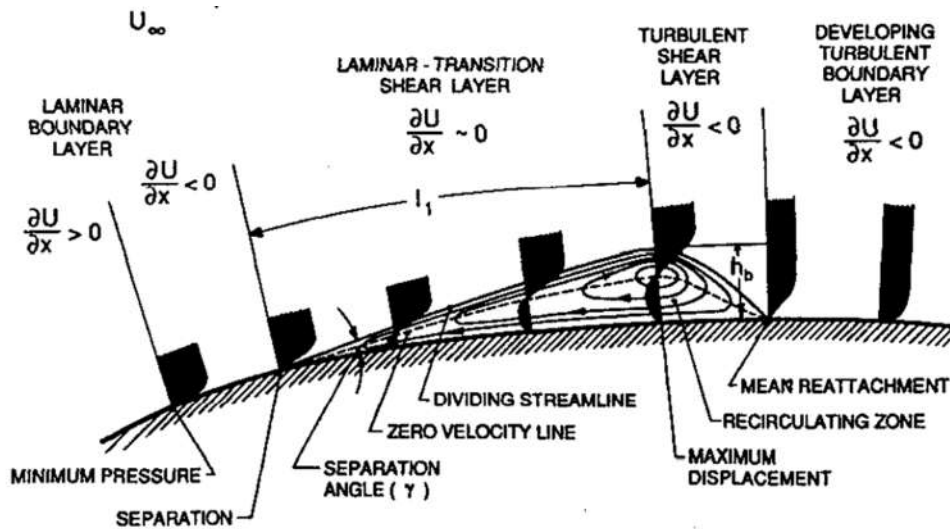 U∞
LAMINAR
BOUNDARY
LAYER
∂U/∂x > 0
∂U/∂x < 0
LAMINAR - TRANSITION
SHEAR LAYER
∂U/∂x ~ 0
l₁
TURBULENT
SHEAR
LAYER
∂U/∂x < 0
DEVELOPING
TURBULENT
BOUNDARY
LAYER
∂U/∂x < 0
h_b
MEAN REATTACHMENT
DIVIDING STREAMLINE
RECIRCULATING ZONE
ZERO VELOCITY LINE
MINIMUM PRESSURE
SEPARATION
ANGLE ( γ )
MAXIMUM
DISPLACEMENT
SEPARATION